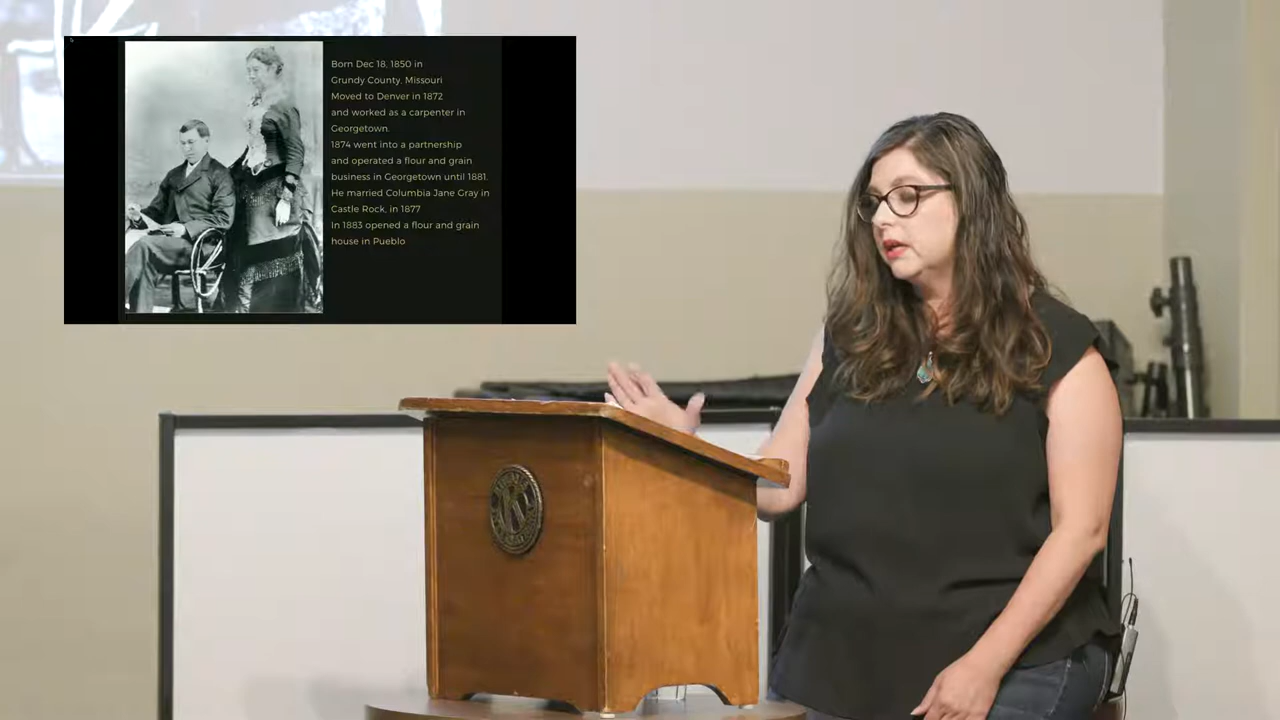 Born Dec 18, 1850 in
Grundy County, Missouri
Moved to Denver in 1872
and worked as a carpenter in
Georgetown.
1874 went into a partnership
and operated a flour and grain
business in Georgetown until 1881.
He married Columbia Jane Gray in
Castle Rock, in 1877
In 1883 opened a flour and grain
house in Pueblo